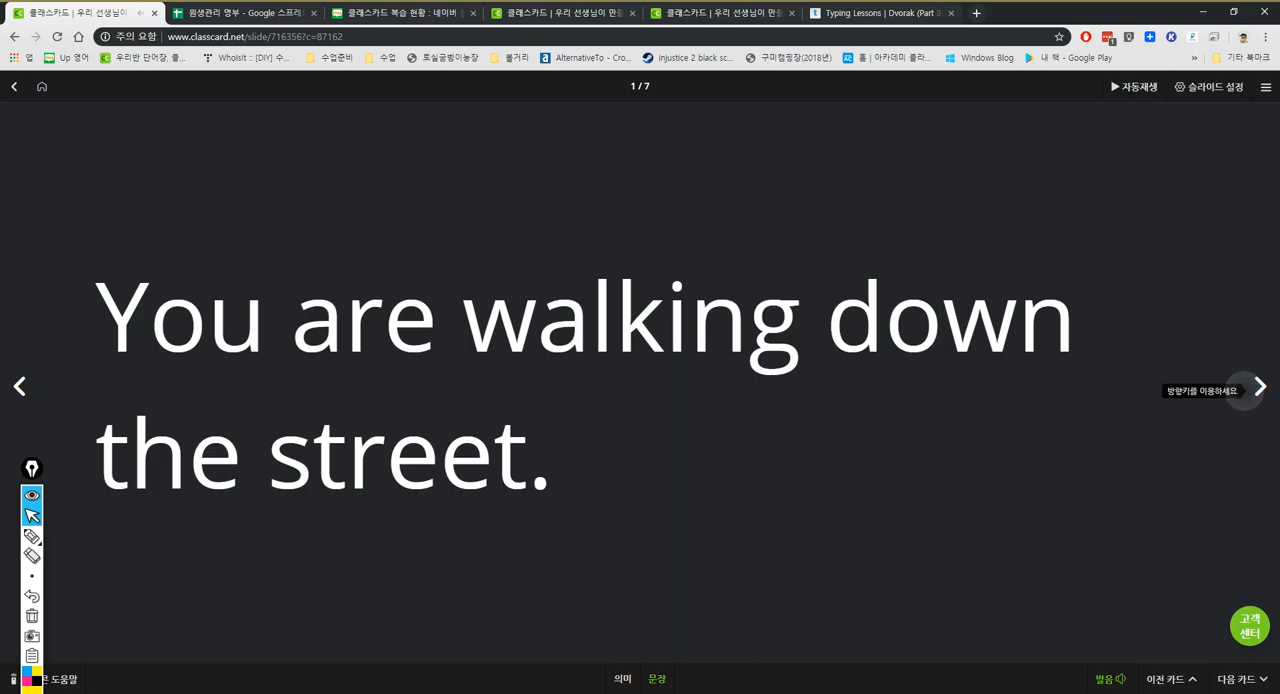 클래스카드 | 우리 선생님이
원생관리 명부 - Google 스프레
클래스카드 복습 현황 : 네이버
클래스카드 | 우리 선생님이 만든
클래스카드 | 우리 선생님이 만든
Typing Lessons | Dvorak (Part 3
주의 요함
www.classcard.net/slide/716356?c=87162
앱
Up 영어
우리반 단어장, 클...
WhoIst :: [DIY] 수...
수업준비
수업
토실굼벵이농장
볼거리
AlternativeTo - Cro...
injustice 2 black sc...
구미캠핑장(2018년)
홈 | 아카데미 클라...
Windows Blog
내 책 - Google Play
»
기타 북마크
1 / 7
자동재생
슬라이드 설정
You are walking down
the street.
방향키를 이용하세요
고객
센터
도움말
의미
문장
발음
이전 카드
다음 카드